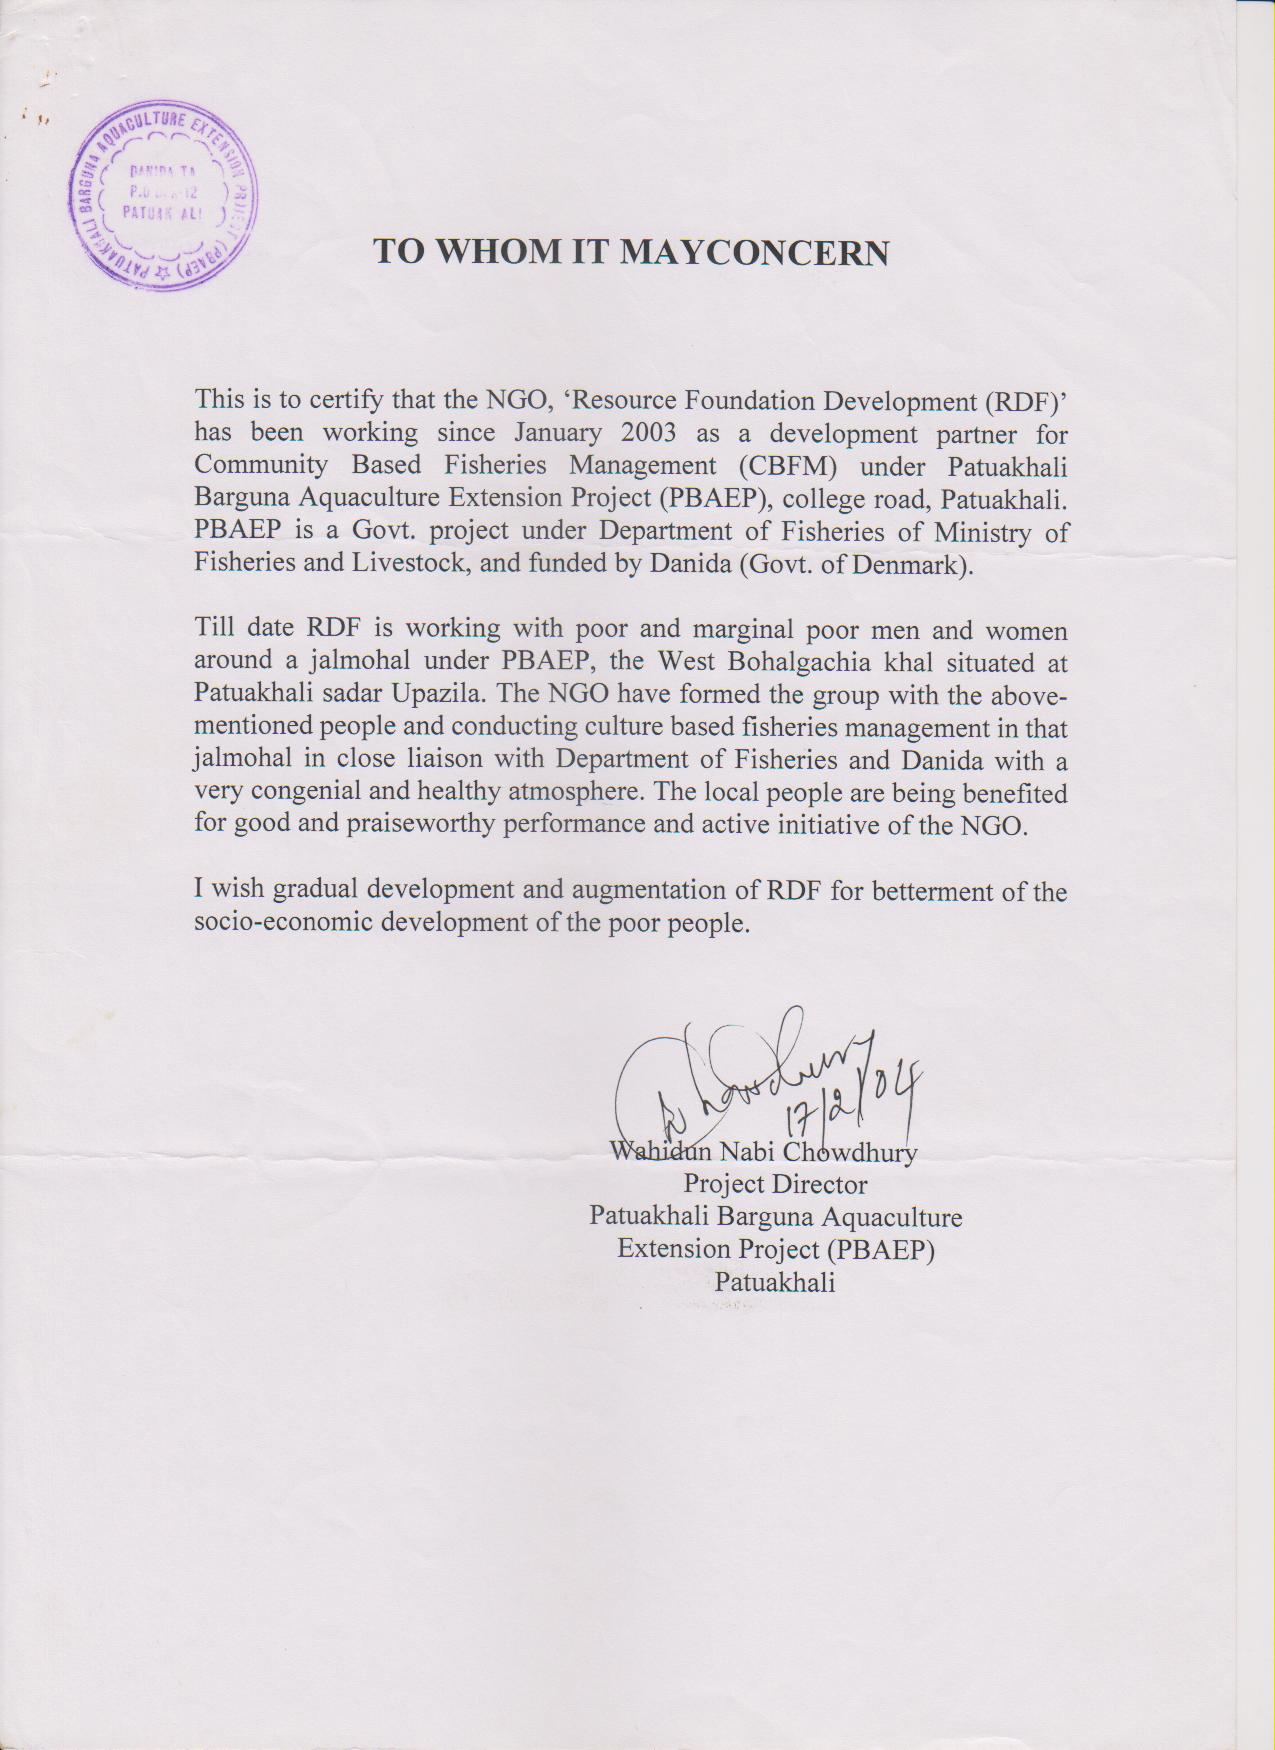 PATUAKHALI BARGUNA AQUACULTURE EXTENSION PROJECT (PBAEP)
DANIDA TA
PATUAKHALI
TO WHOM IT MAYCONCERN
This is to certify that the NGO, ‘Resource Foundation Development (RDF)’
has been working since January 2003 as a development partner for
Community Based Fisheries Management (CBFM) under Patuakhali
Barguna Aquaculture Extension Project (PBAEP), college road, Patuakhali.
PBAEP is a Govt. project under Department of Fisheries of Ministry of
Fisheries and Livestock, and funded by Danida (Govt. of Denmark).
Till date RDF is working with poor and marginal poor men and women
around a jalmohal under PBAEP, the West Bohalgachia khal situated at
Patuakhali sadar Upazila. The NGO have formed the group with the above-
mentioned people and conducting culture based fisheries management in that
jalmohal in close liaison with Department of Fisheries and Danida with a
very congenial and healthy atmosphere. The local people are being benefited
for good and praiseworthy performance and active initiative of the NGO.
I wish gradual development and augmentation of RDF for betterment of the
socio-economic development of the poor people.
Chowdhury
17/2/04
Wahidun Nabi Chowdhury
Project Director
Patuakhali Barguna Aquaculture
Extension Project (PBAEP)
Patuakhali